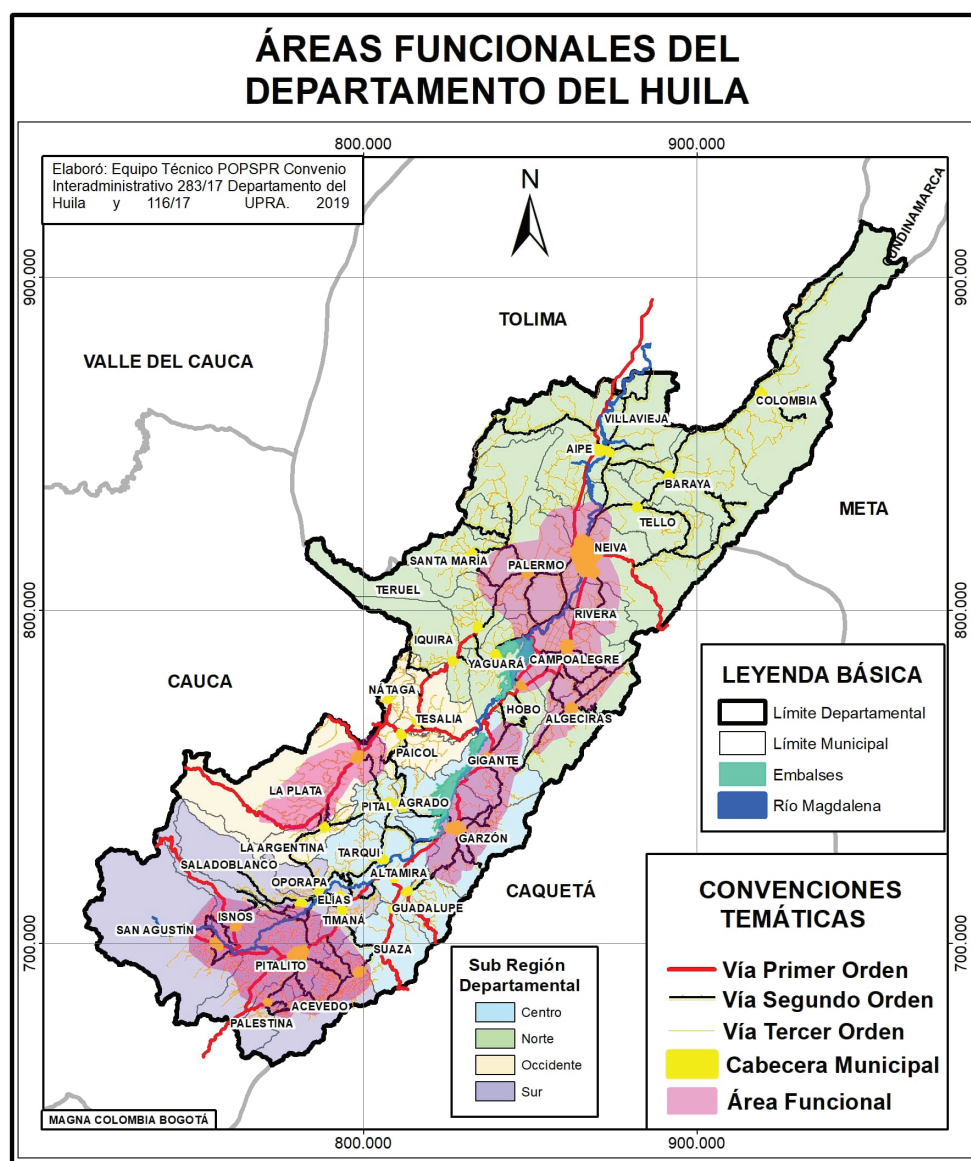 ÁREAS FUNCIONALES DEL
DEPARTAMENTO DEL HUILA
800.000
900.000
Elaboró: Equipo Técnico POPSPR Convenio
Interadministrativo 283/17 Departamento del
Huila y 116/17 UPRA. 2019
N
CUNDINAMARCA
900.000
900.000
TOLIMA
VALLE DEL CAUCA
COLOMBIA
VILLAVIEJA
AIPE
BARAYA
META
TELLO
NEIVA
SANTA MARÍA
PALERMO
TERUEL
800.000
800.000
RIVERA
IQUIRA
YAGUARÁ
CAMPOALEGRE
CAUCA
NÁTAGA
HOBO
ALGECIRAS
TESALIA
PAICOL
GIGANTE
LA PLATA
PITAL
AGRADO
GARZÓN
LA ARGENTINA
TARQUI
SALADOBLANCO
ALTAMIRA
OPORAPA
ELÍAS
CAQUETÁ
GUADALUPE
TIMANÁ
ISNOS
SAN AGUSTÍN
700.000
700.000
SUAZA
PITALITO
ACEVEDO
PALESTINA
LEYENDA BÁSICA
Límite Departamental
Límite Municipal
Embalses
Río Magdalena
CONVENCIONES
TEMÁTICAS
Vía Primer Orden
Vía Segundo Orden
Vía Tercer Orden
Cabecera Municipal
Área Funcional
Sub Región
Departamental
Centro
Norte
Occidente
Sur
MAGNA COLOMBIA BOGOTÁ
800.000
900.000